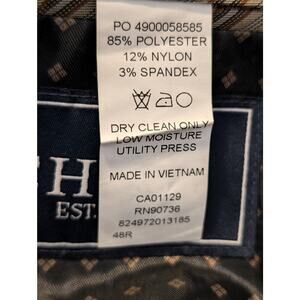 PO 4900058585
85% POLYESTER
12% NYLON
3% SPANDEX
DRY CLEAN ONLY
LOW MOISTURE
UTILITY PRESS
MADE IN VIETNAM
CA01129
RN90736
824972013185
48R
H
EST.